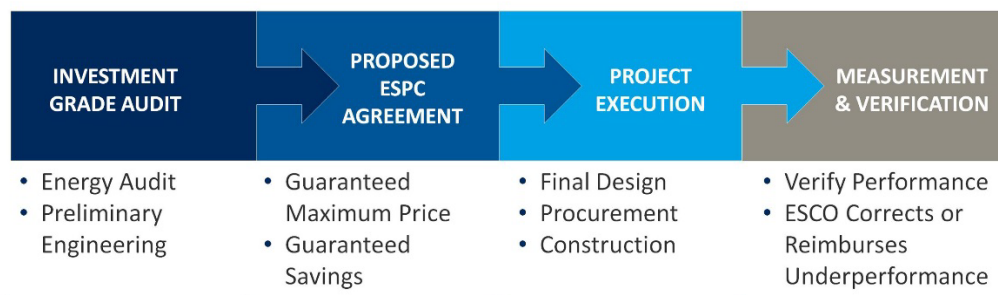 INVESTMENT
GRADE AUDIT
PROPOSED
ESPC
AGREEMENT
PROJECT
EXECUTION
MEASUREMENT
& VERIFICATION
• Energy Audit
• Preliminary
Engineering
• Guaranteed
Maximum Price
• Guaranteed
Savings
• Final Design
• Procurement
• Construction
• Verify Performance
• ESCO Corrects or
Reimburses
Underperformance